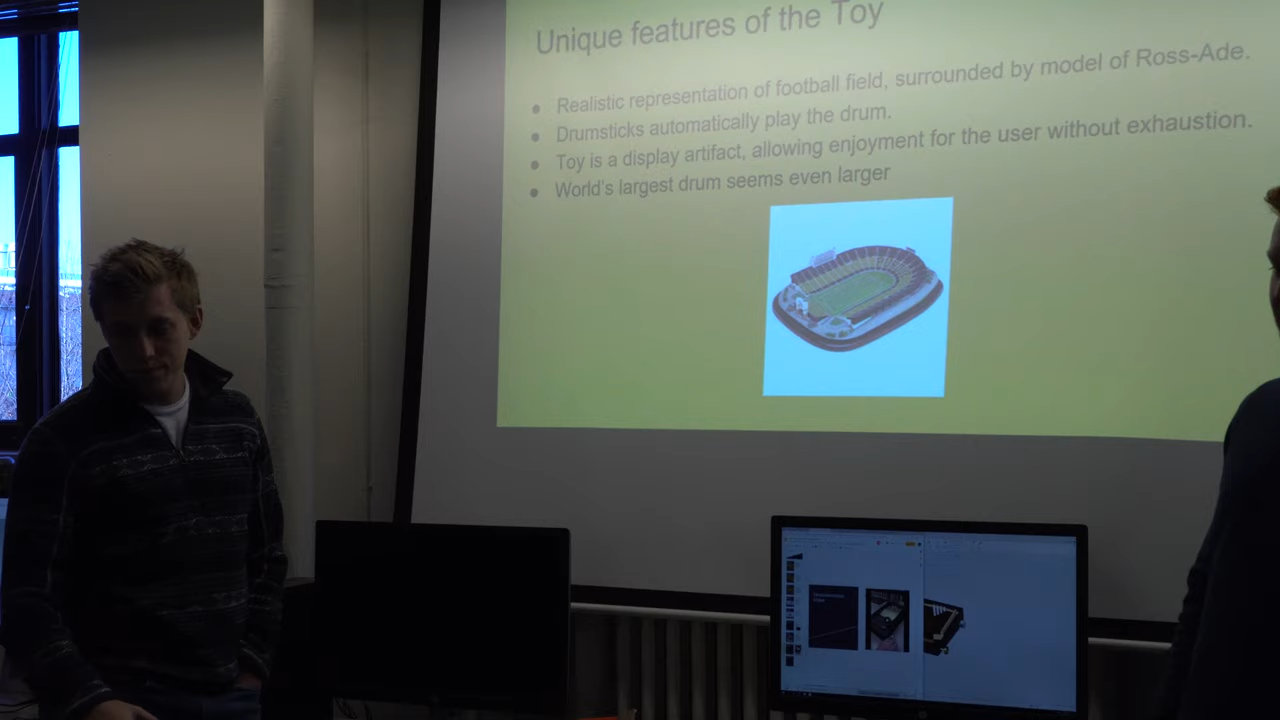 Unique features of the Toy
● Realistic representation of football field, surrounded by model of Ross-Ade.
● Drumsticks automatically play the drum.
● Toy is a display artifact, allowing enjoyment for the user without exhaustion.
● World's largest drum seems even larger